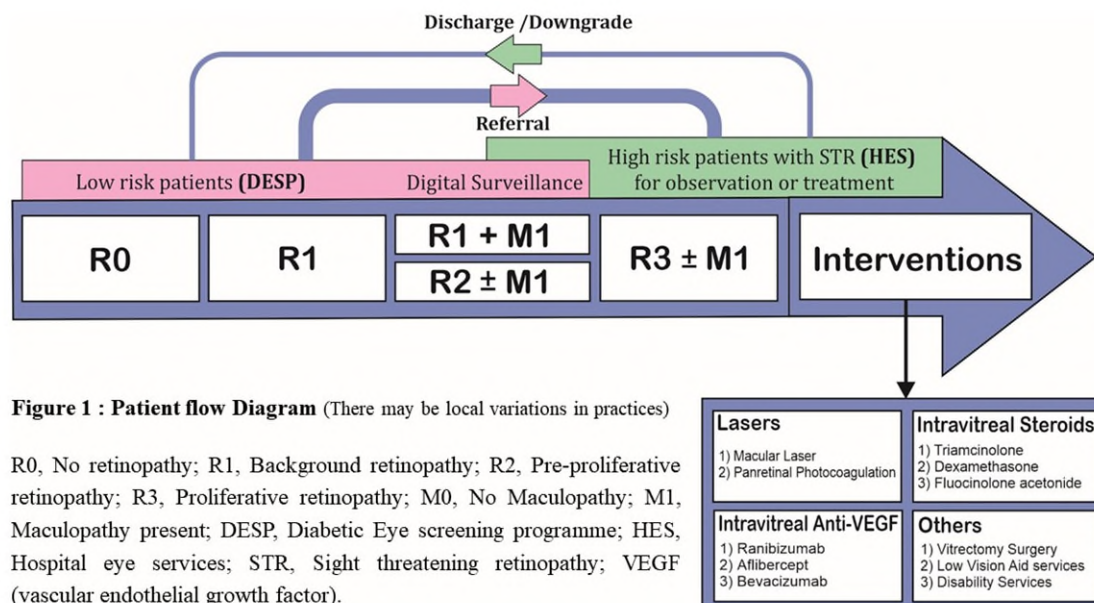 Discharge /Downgrade
Referral
Low risk patients (DESP)
Digital Surveillance
High risk patients with STR (HES)
for observation or treatment
R0
R1
R1 + M1
R2 ± M1
R3 ± M1
Interventions
Figure 1 : Patient flow Diagram (There may be local variations in practices)
R0, No retinopathy; R1, Background retinopathy; R2, Pre-proliferative
retinopathy; R3, Proliferative retinopathy; M0, No Maculopathy; M1,
Maculopathy present; DESP, Diabetic Eye screening programme; HES,
Hospital eye services; STR, Sight threatening retinopathy; VEGF
(vascular endothelial growth factor).
Lasers
1) Macular Laser
2) Panretinal Photocoagulation
Intravitreal Steroids
1) Triamcinolone
2) Dexamethasone
3) Fluocinolone acetonide
Intravitreal Anti-VEGF
1) Ranibizumab
2) Aflibercept
3) Bevacizumab
Others
1) Vitrectomy Surgery
2) Low Vision Aid services
3) Disability Services